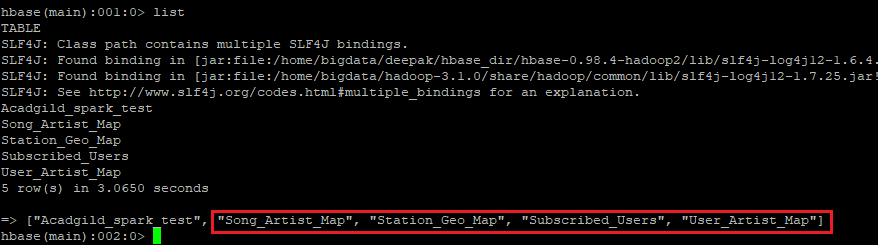 hbase(main):001:0> list
TABLE
SLF4J: Class path contains multiple SLF4J bindings.
SLF4J: Found binding in [jar:file:/home/bigdata/deepak/hbase_dir/hbase-0.98.4-hadoop2/lib/slf4j-log4j12-1.6.4.
SLF4J: Found binding in [jar:file:/home/bigdata/hadoop-3.1.0/share/hadoop/common/lib/slf4j-log4j12-1.7.25.jar!
SLF4J: See http://www.slf4j.org/codes.html#multiple_bindings for an explanation.
Acadgild_spark_test
Song_Artist_Map
Station_Geo_Map
Subscribed_Users
User_Artist_Map
5 row(s) in 3.0650 seconds
=> ["Acadgild_spark_test", "Song_Artist_Map", "Station_Geo_Map", "Subscribed_Users", "User_Artist_Map"]
hbase(main):002:0>